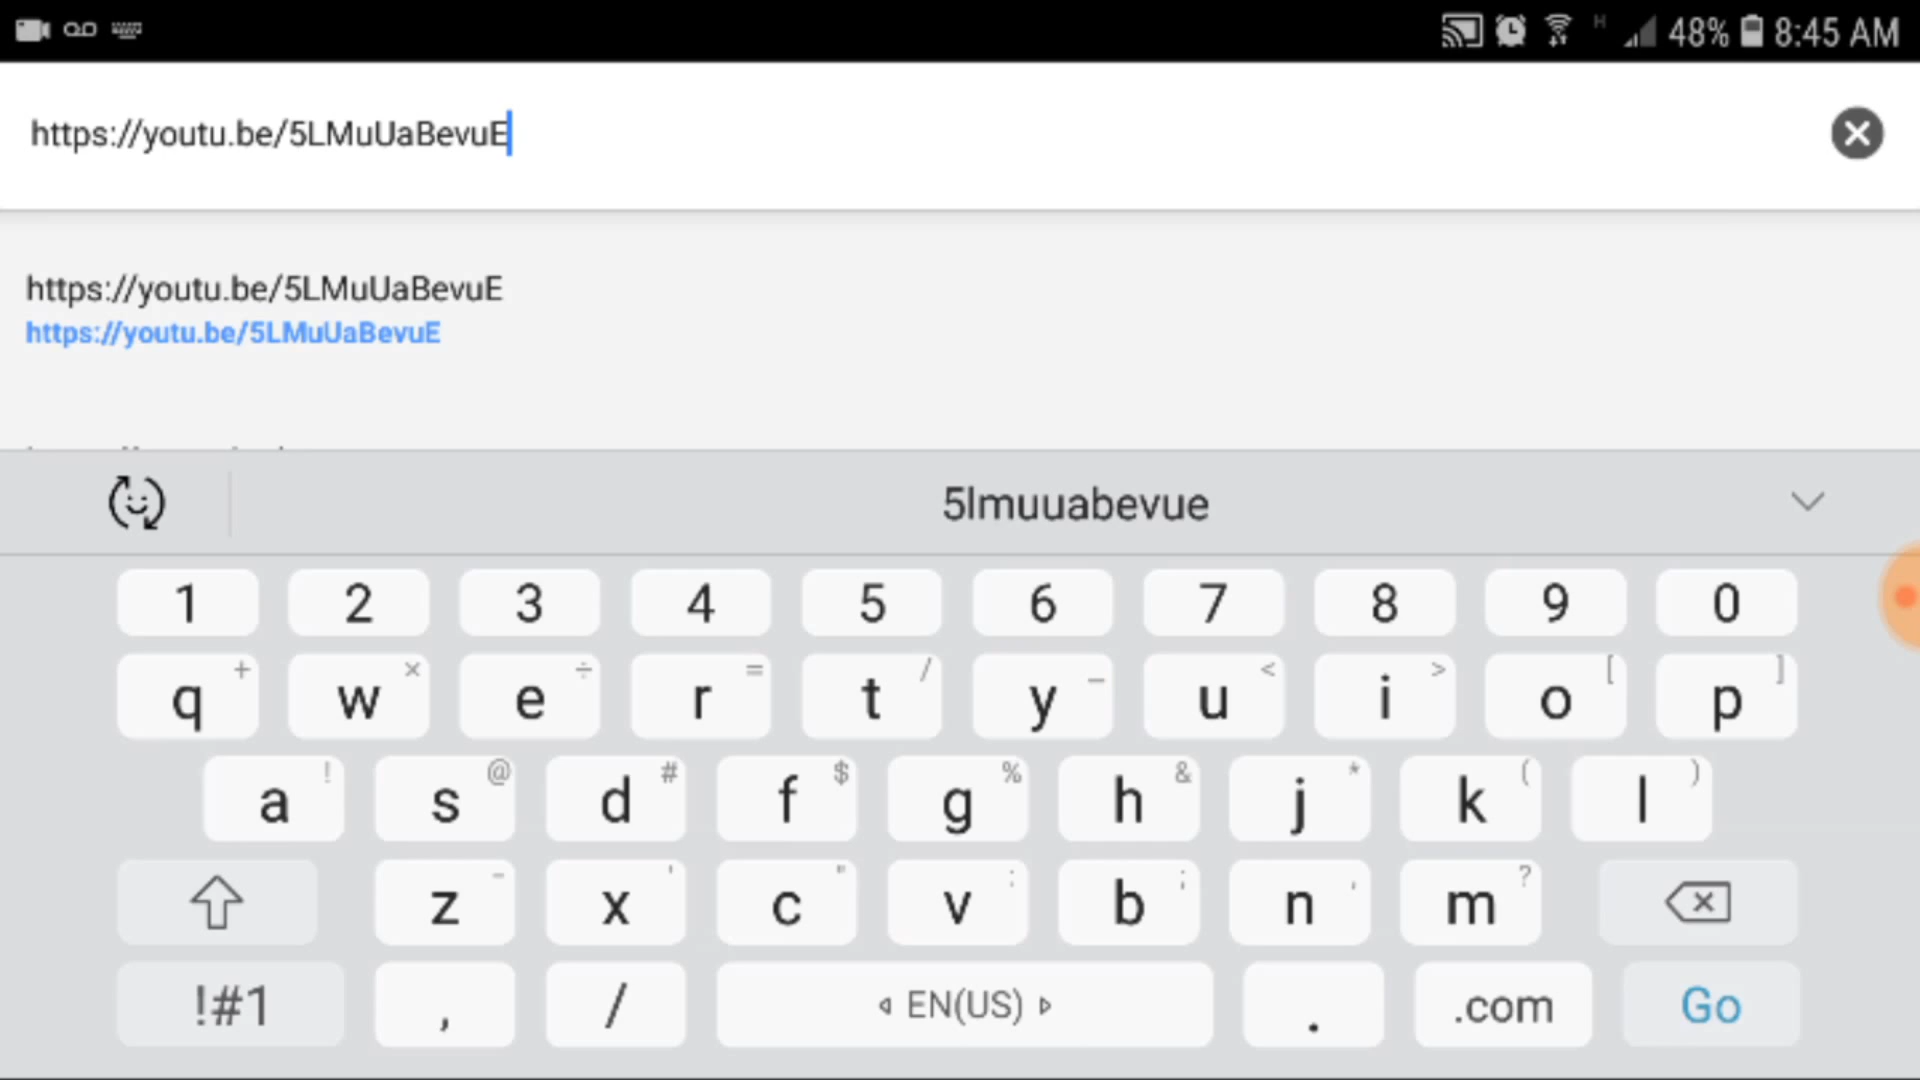 H 48% 8:45 AM
https://youtu.be/5LMuUaBevuE
https://youtu.be/5LMuUaBevuE
https://youtu.be/5LMuUaBevuE
5lmuuabevue
1 2 3 4 5 6 7 8 9 0
q + w × e ÷ r = t / y _ u < i > o [ p ]
a ! s @ d # f $ g % h & j * k ( l )
z - x ' c " v : b ; n , m ?
!#1 , / EN(US) . .com Go